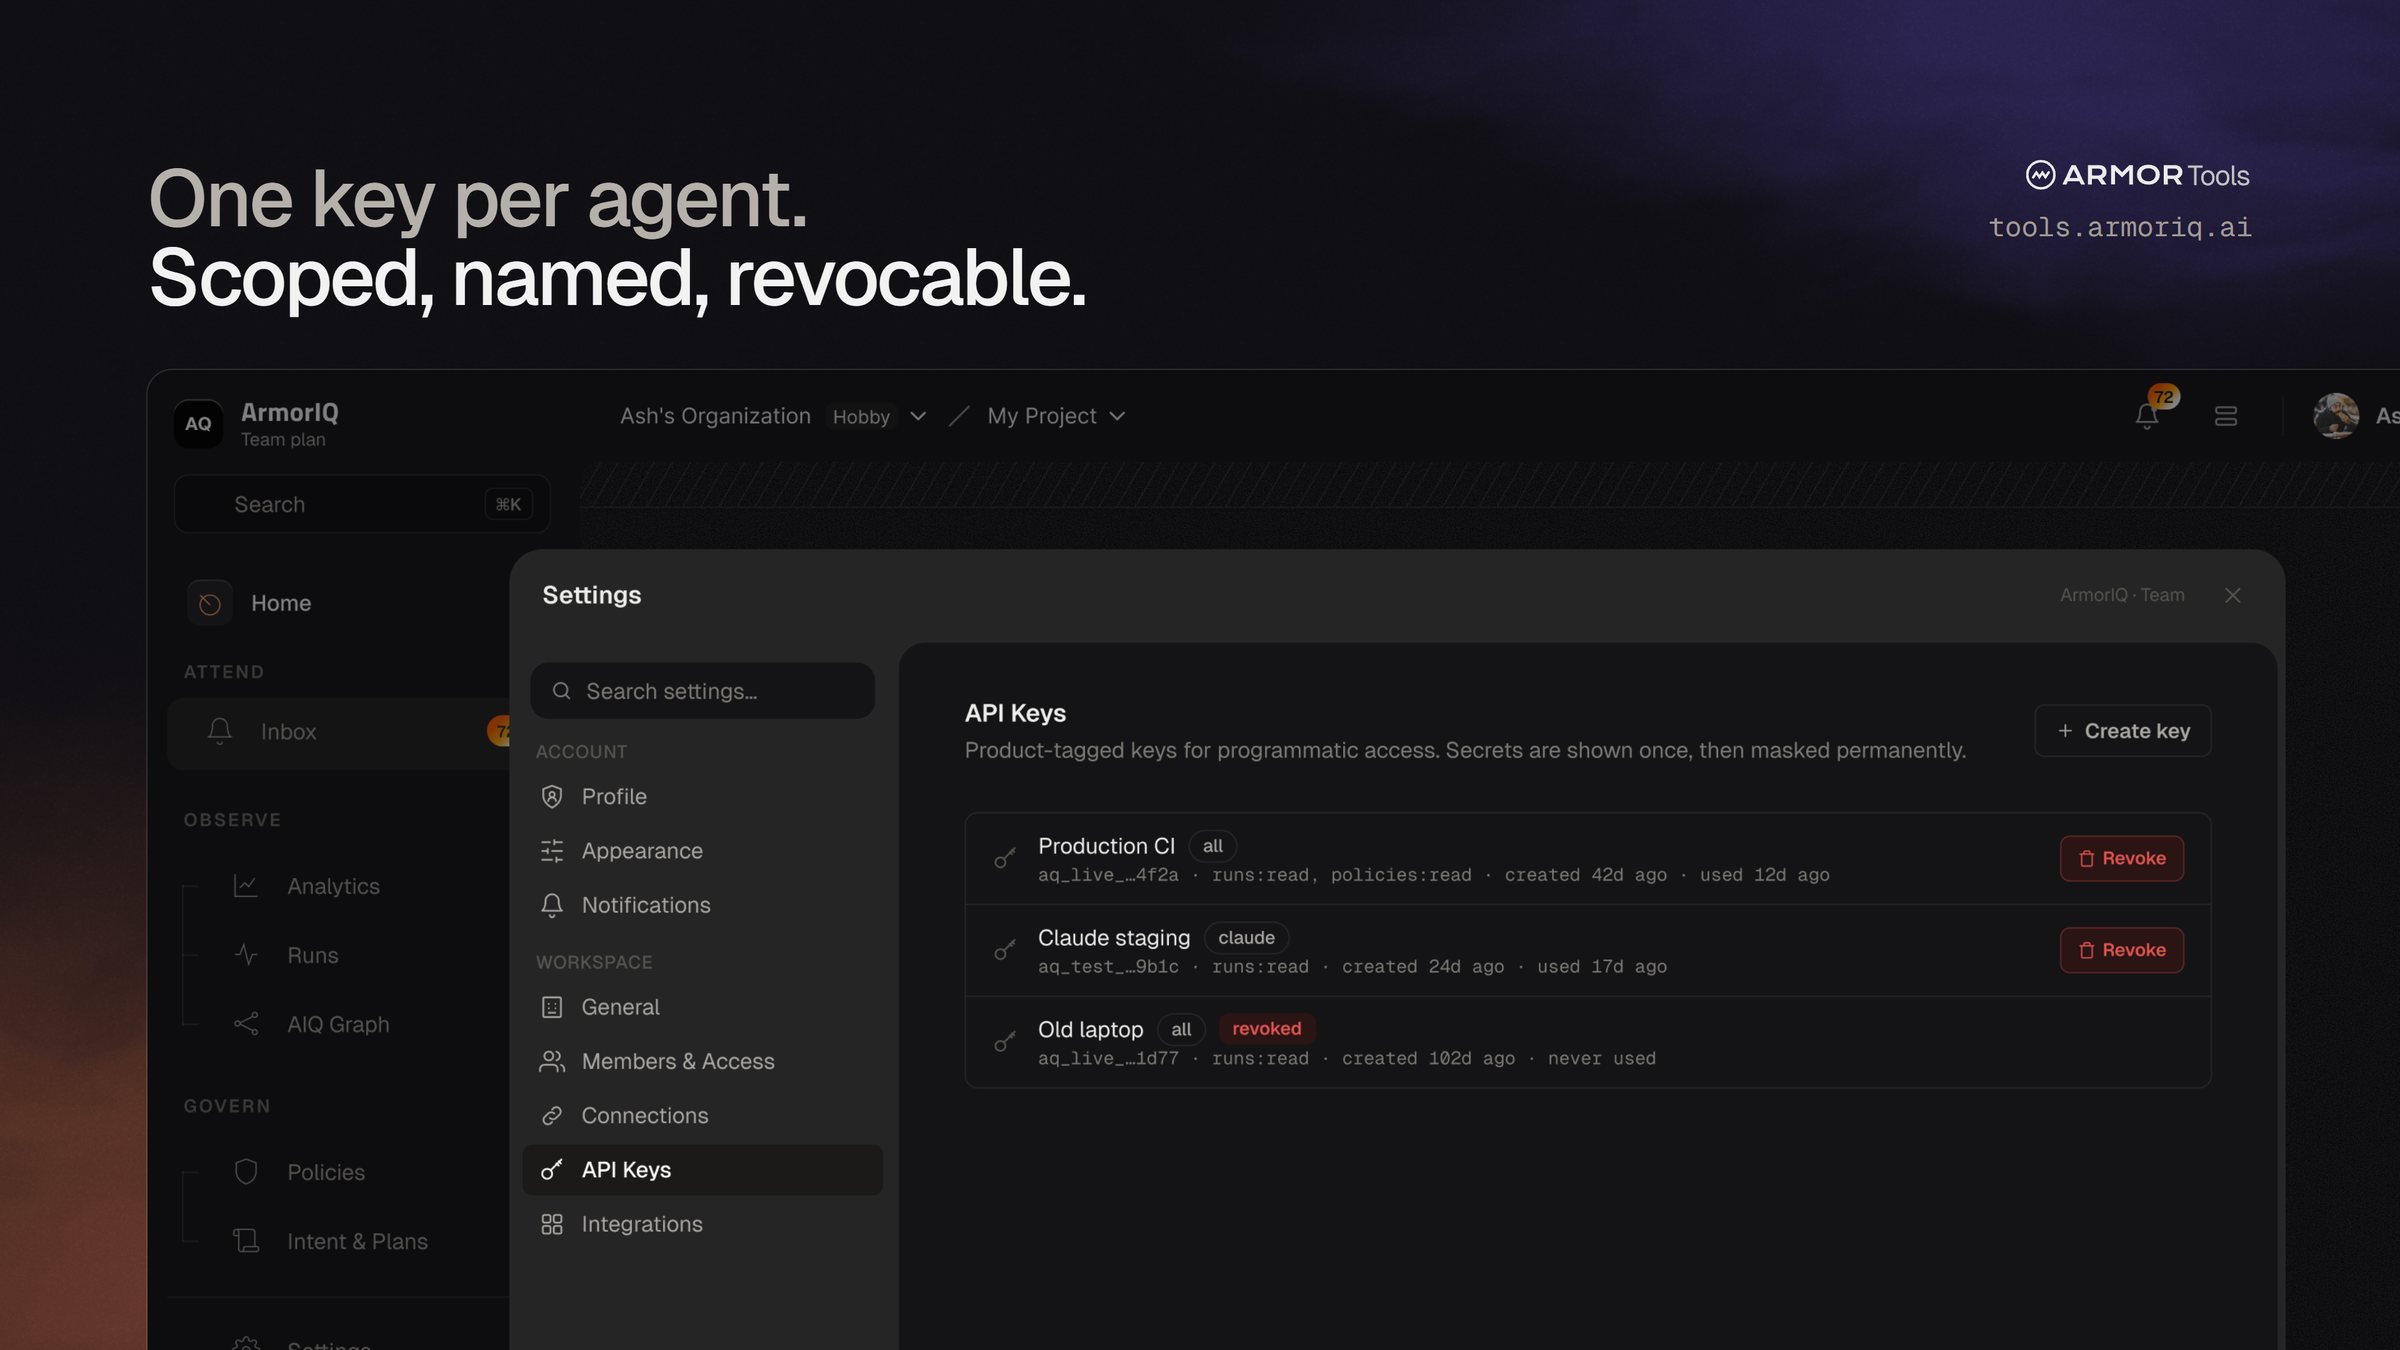 One key per agent.
Scoped, named, revocable.
ARMOR Tools
tools.armoriq.ai
AQ
ArmorIQ
Team plan
Ash's Organization Hobby / My Project
72
As
Search ⌘K
Home
ATTEND
Inbox
72
OBSERVE
Analytics
Runs
AIQ Graph
GOVERN
Policies
Intent & Plans
Settings
Settings
ArmorIQ · Team
Search settings...
ACCOUNT
Profile
Appearance
Notifications
WORKSPACE
General
Members & Access
Connections
API Keys
Integrations
API Keys
Product-tagged keys for programmatic access. Secrets are shown once, then masked permanently.
+ Create key
Production CI all
aq_live_…4f2a · runs:read, policies:read · created 42d ago · used 12d ago
Revoke
Claude staging claude
aq_test_…9b1c · runs:read · created 24d ago · used 17d ago
Revoke
Old laptop all revoked
aq_live_…1d77 · runs:read · created 102d ago · never used